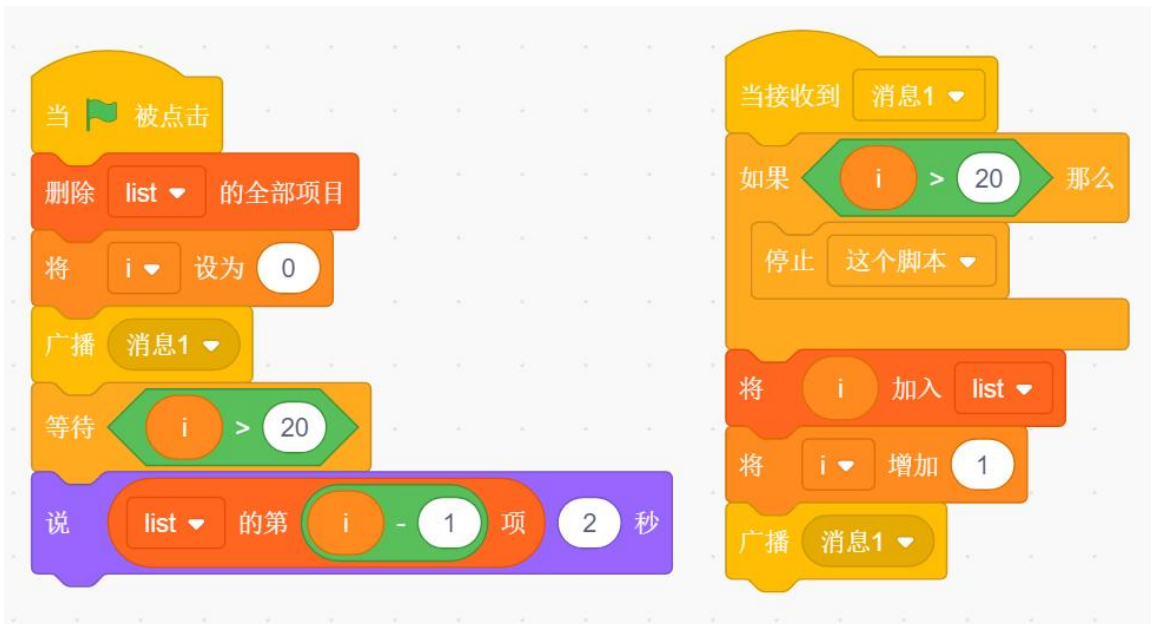 当 被点击
删除 list 的全部项目
将 i 设为 0
广播 消息1
等待 i > 20
说 list 的第 i - 1 项 2 秒
当接收到 消息1
如果 i > 20 那么
停止 这个脚本
将 i 加入 list
将 i 增加 1
广播 消息1